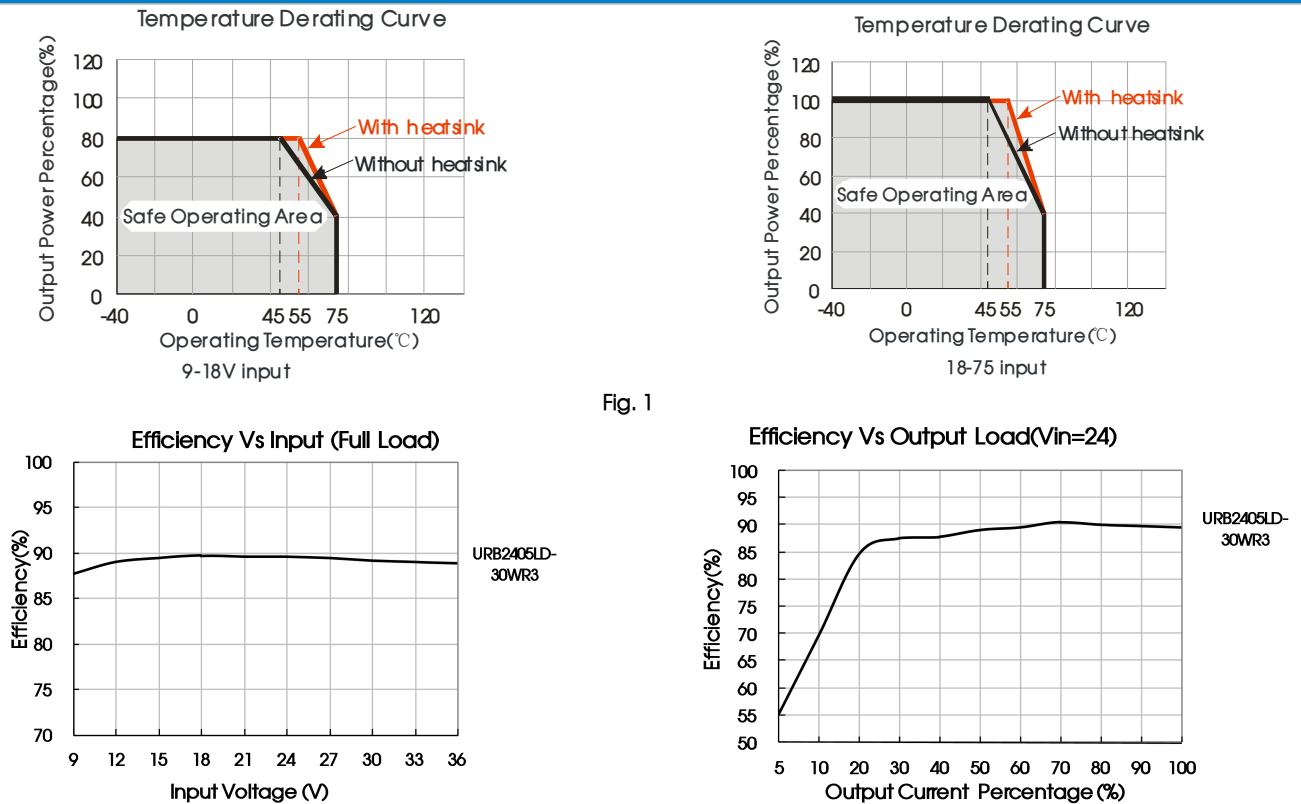 Temperature Derating Curve
Output Power Percentage(%)
120
100
80
60
40
20
0
With heatsink
Without heatsink
Safe Operating Area
-40 0 45 55 75 120
Operating Temperature(℃)
9-18V input
Temperature Derating Curve
Output Power Percentage(%)
120
100
80
60
40
20
0
With heatsink
Without heatsink
Safe Operating Area
-40 0 45 55 75 120
Operating Temperature(℃)
18-75 input
Fig. 1
Efficiency Vs Input (Full Load)
Efficiency(%)
100
95
90
85
80
75
70
9 12 15 18 21 24 27 30 33 36
Input Voltage (V)
URB2405LD-
30WR3
Efficiency Vs Output Load(Vin=24)
Efficiency(%)
100
95
90
85
80
75
70
65
60
55
50
5 10 20 30 40 50 60 70 80 90 100
Output Current Percentage(%)
URB2405LD-
30WR3